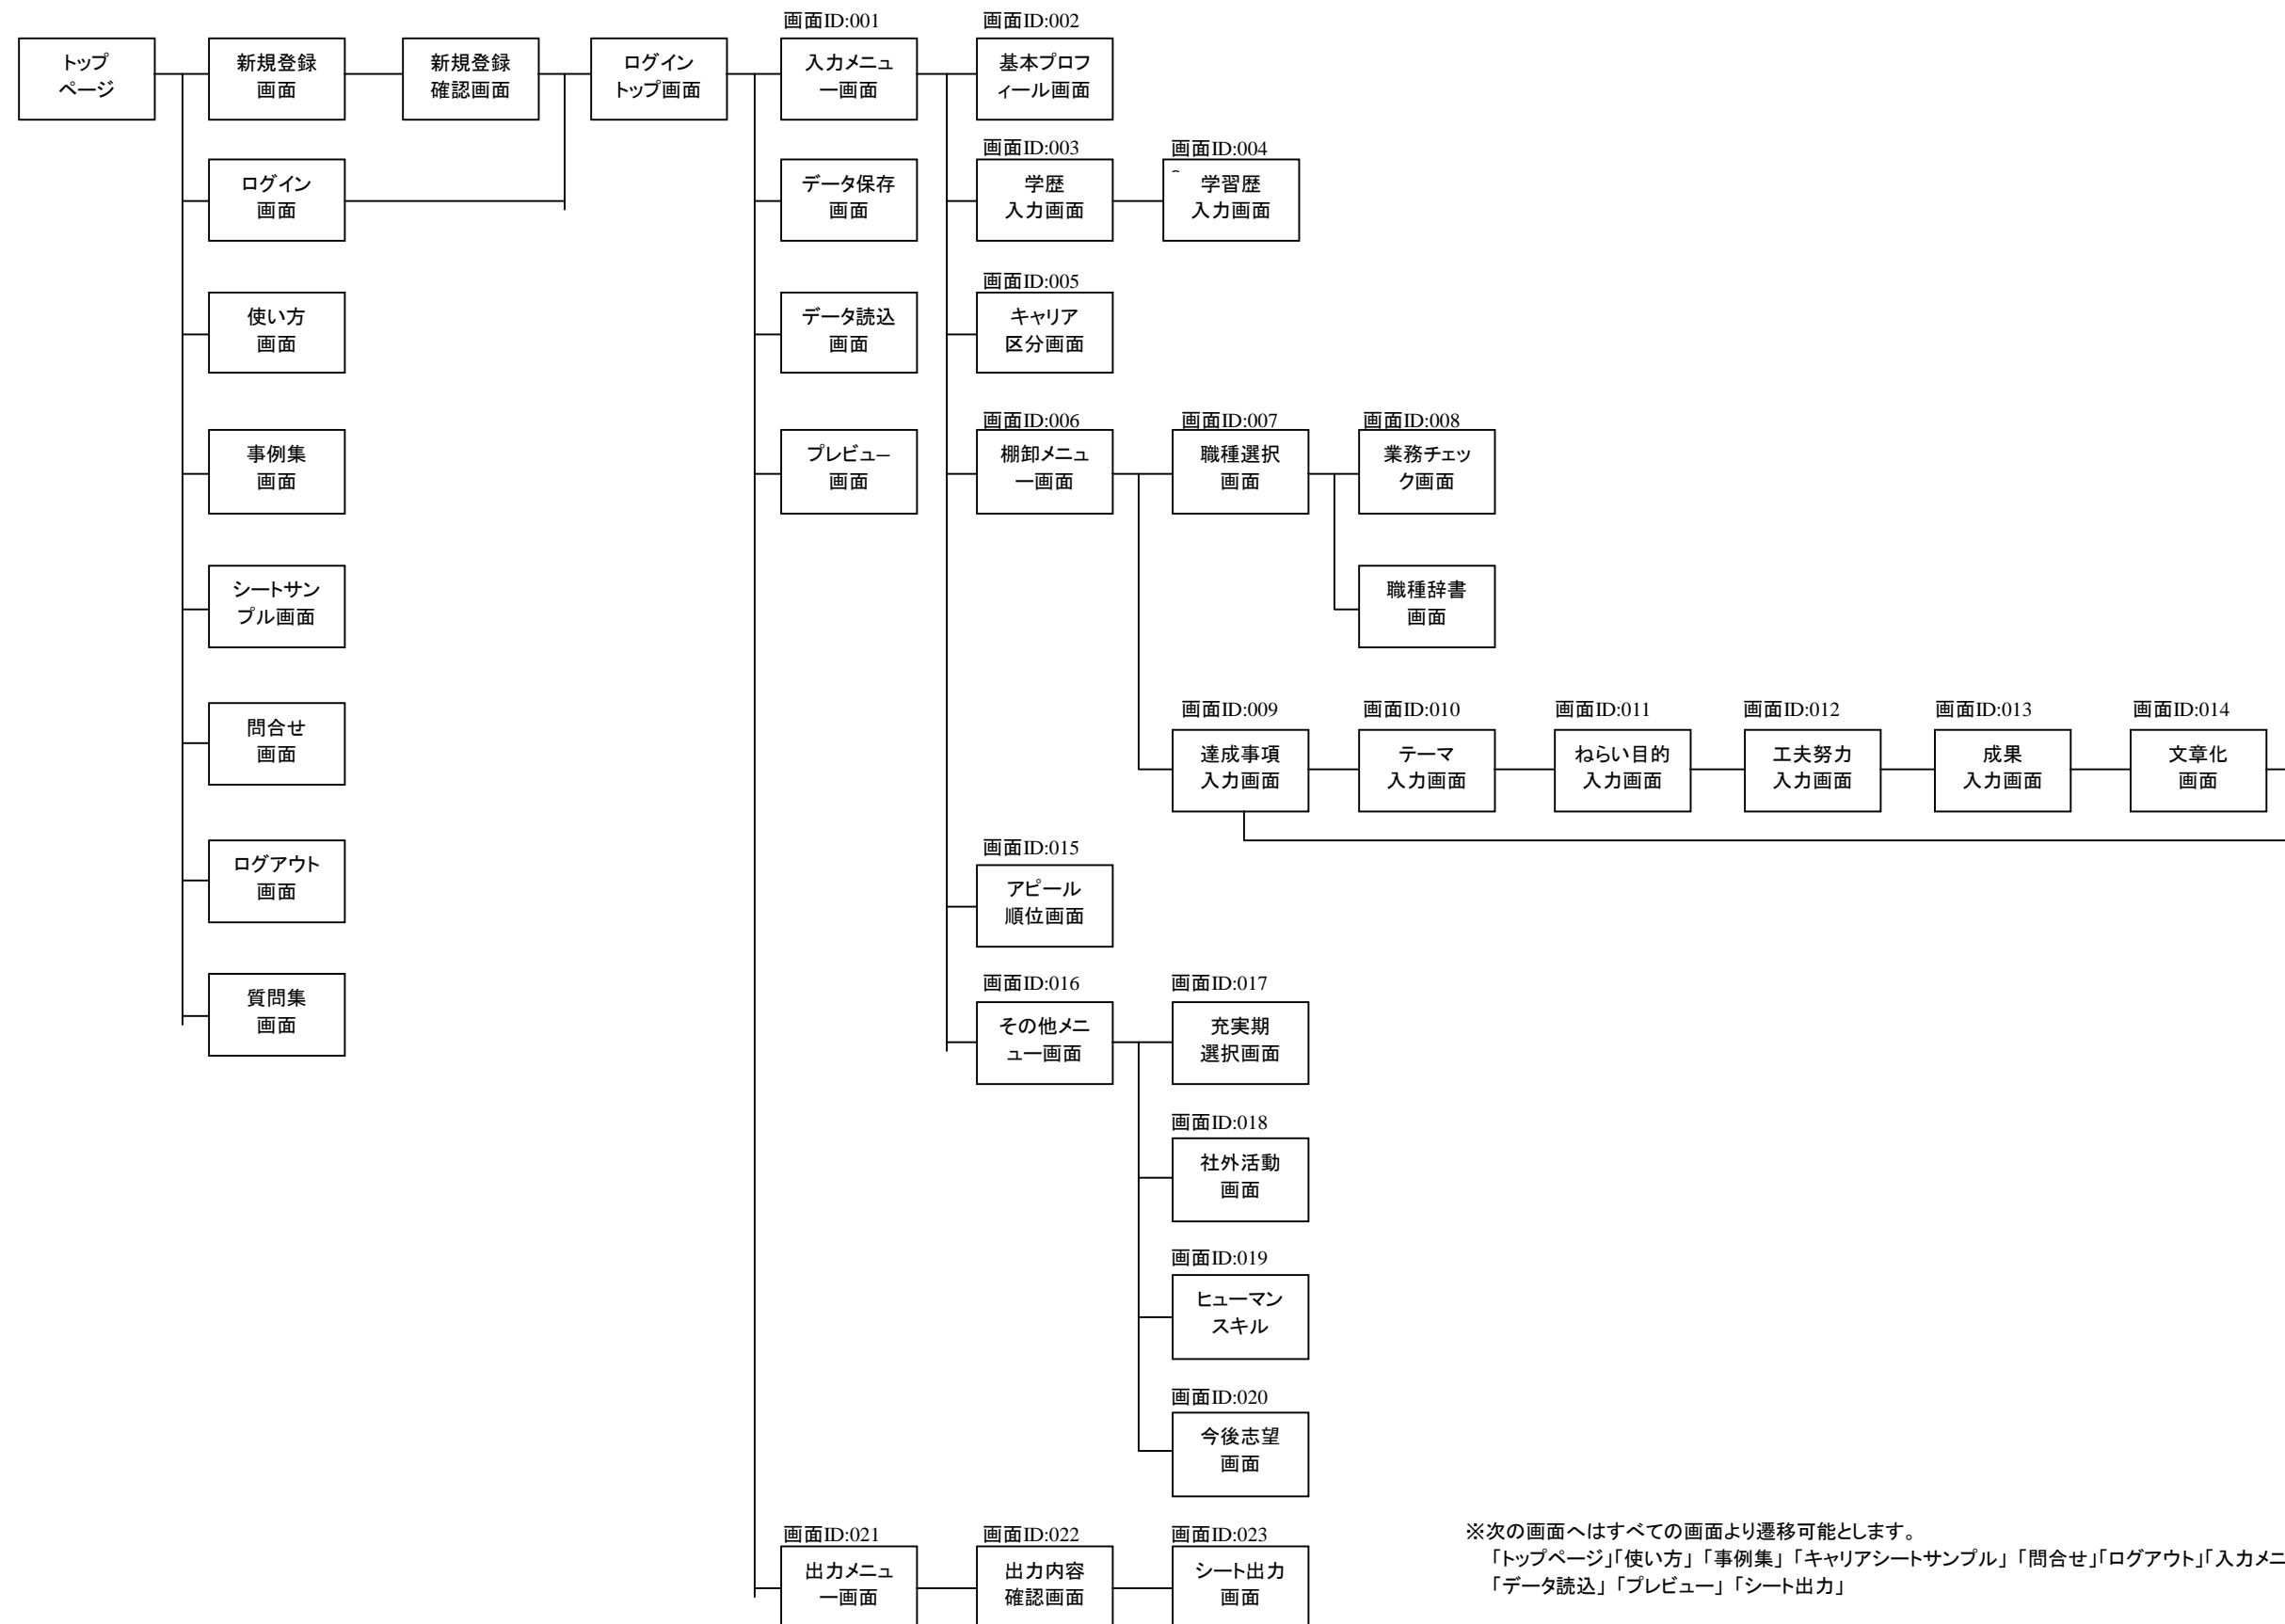 画面ID:001
画面ID:002
トップ
ページ
新規登録
画面
新規登録
確認画面
ログイン
トップ画面
入力メニュ
ー画面
基本プロフ
ィール画面
画面ID:003
画面ID:004
ログイン
画面
データ保存
画面
学歴
入力画面
学習歴
入力画面
画面ID:005
使い方
画面
データ読込
画面
キャリア
区分画面
画面ID:006
画面ID:007
画面ID:008
事例集
画面
プレビュー
画面
棚卸メニュ
ー画面
職種選択
画面
業務チェッ
ク画面
シートサン
プル画面
職種辞書
画面
画面ID:009
画面ID:010
画面ID:011
画面ID:012
画面ID:013
画面ID:014
問合せ
画面
達成事項
入力画面
テーマ
入力画面
ねらい目的
入力画面
工夫努力
入力画面
成果
入力画面
文章化
画面
画面ID:015
ログアウト
画面
アピール
順位画面
画面ID:016
画面ID:017
質問集
画面
その他メニ
ュー画面
充実期
選択画面
画面ID:018
社外活動
画面
画面ID:019
ヒューマン
スキル
画面ID:020
今後志望
画面
画面ID:021
画面ID:022
画面ID:023
出力メニュ
ー画面
出力内容
確認画面
シート出力
画面
※次の画面へはすべての画面より遷移可能とします。
「トップページ」「使い方」「事例集」「キャリアシートサンプル」「問合せ」「ログアウト」「入力メニ
「データ読込」「プレビュー」「シート出力」